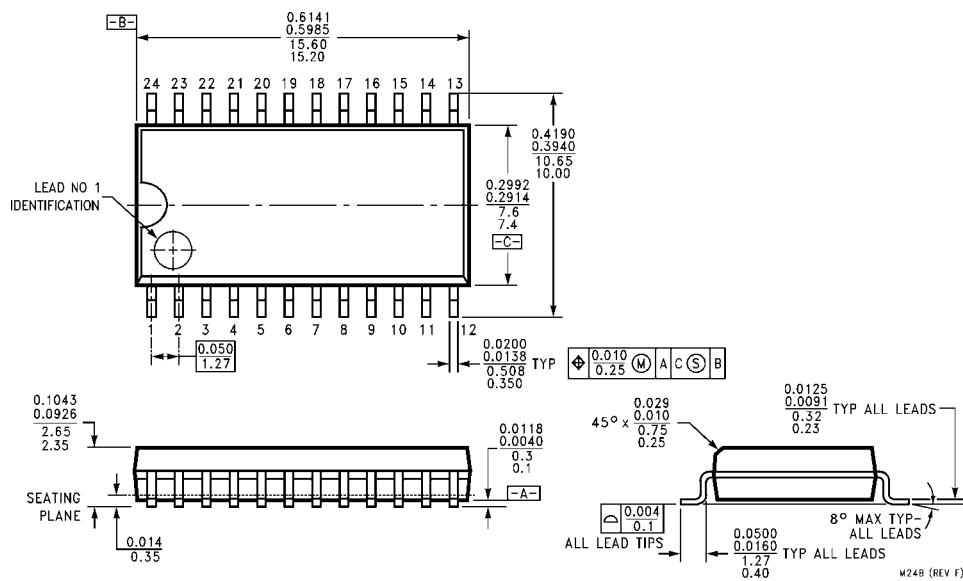 -B-
0.6141
0.5985
15.60
15.20
24 23 22 21 20 19 18 17 16 15 14 13
0.4190
0.3940
10.65
10.00
0.2992
0.2914
7.6
7.4
-C-
LEAD NO 1
IDENTIFICATION
1 2 3 4 5 6 7 8 9 10 11 12
0.050
1.27
0.0200
0.0138
0.508
0.350
TYP
0.010
0.25
M A C S B
0.1043
0.0926
2.65
2.35
0.0118
0.0040
0.3
0.1
-A-
SEATING
PLANE
0.014
0.35
45° x
0.029
0.010
0.75
0.25
0.0125
0.0091
0.32
0.23
TYP ALL LEADS
0.004
0.1
ALL LEAD TIPS
0.0500
0.0160
1.27
0.40
TYP ALL LEADS
8° MAX TYP-
ALL LEADS
M24B (REV F)